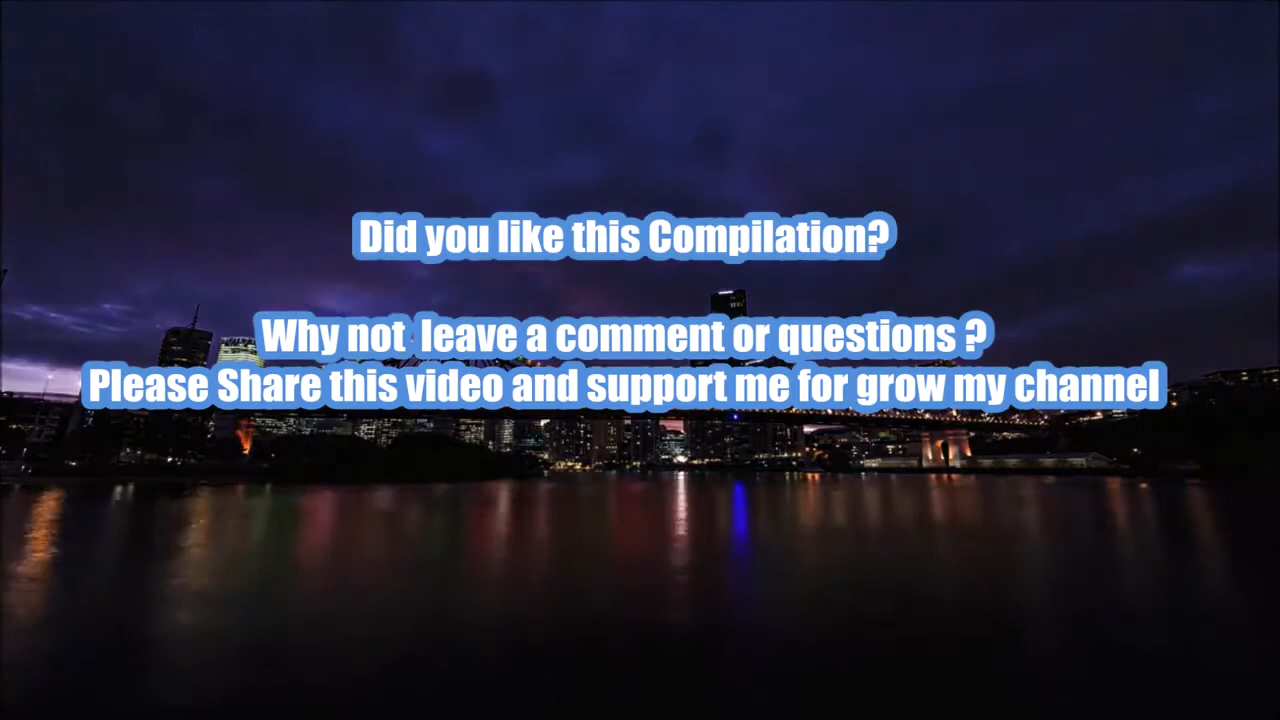 Did you like this Compilation?
Why not  leave a comment or questions ?
Please Share this video and support me for grow my channel